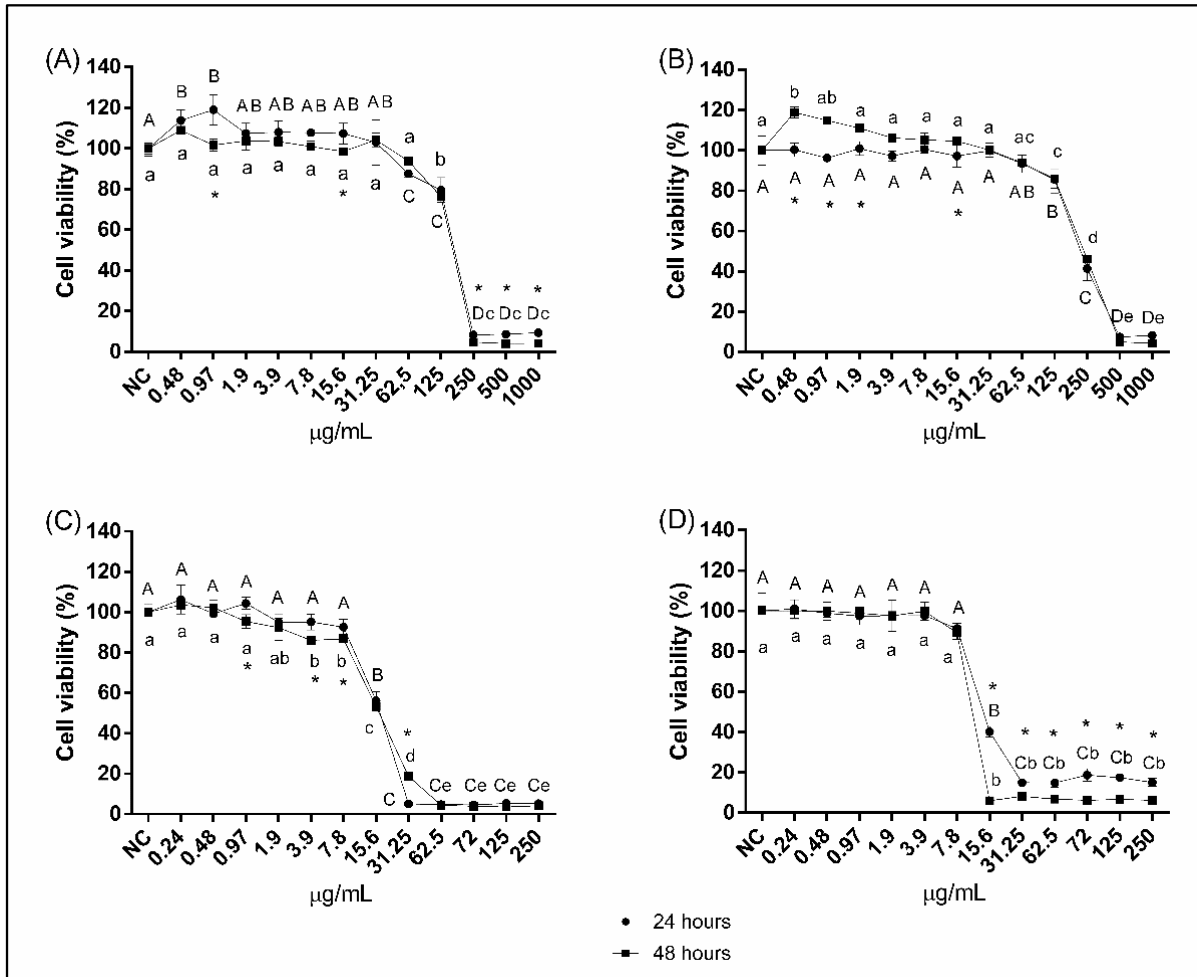 (A)
Cell viability (%)
140
120
100
80
60
40
20
0
A B B AB AB AB AB AB a b
a a a a a a a a C C
* *
* * *
Dc Dc Dc
NC 0.48 0.97 1.9 3.9 7.8 15.6 31.25 62.5 125 250 500 1000
µg/mL
(B)
Cell viability (%)
140
120
100
80
60
40
20
0
a b ab a a a a a ac c d
A A A A A A A A AB B C
* * * *
De De
NC 0.48 0.97 1.9 3.9 7.8 15.6 31.25 62,5 125 250 500 1000
µg/mL
(C)
Cell viability (%)
140
120
100
80
60
40
20
0
A A A A A A A B
a a a a ab b b c
* * *
*
d
C
Ce Ce Ce Ce
NC 0.24 0.48 0.97 1.9 3.9 7.8 15.6 31.25 62.5 72 125 250
µg/mL
(D)
Cell viability (%)
140
120
100
80
60
40
20
0
A A A A A A A
a a a a a a a
* * * * * *
B Cb Cb Cb Cb Cb
b
NC 0.24 0.48 0.97 1.9 3.9 7.8 15.6 31.25 62.5 72 125 250
µg/mL
24 hours
48 hours